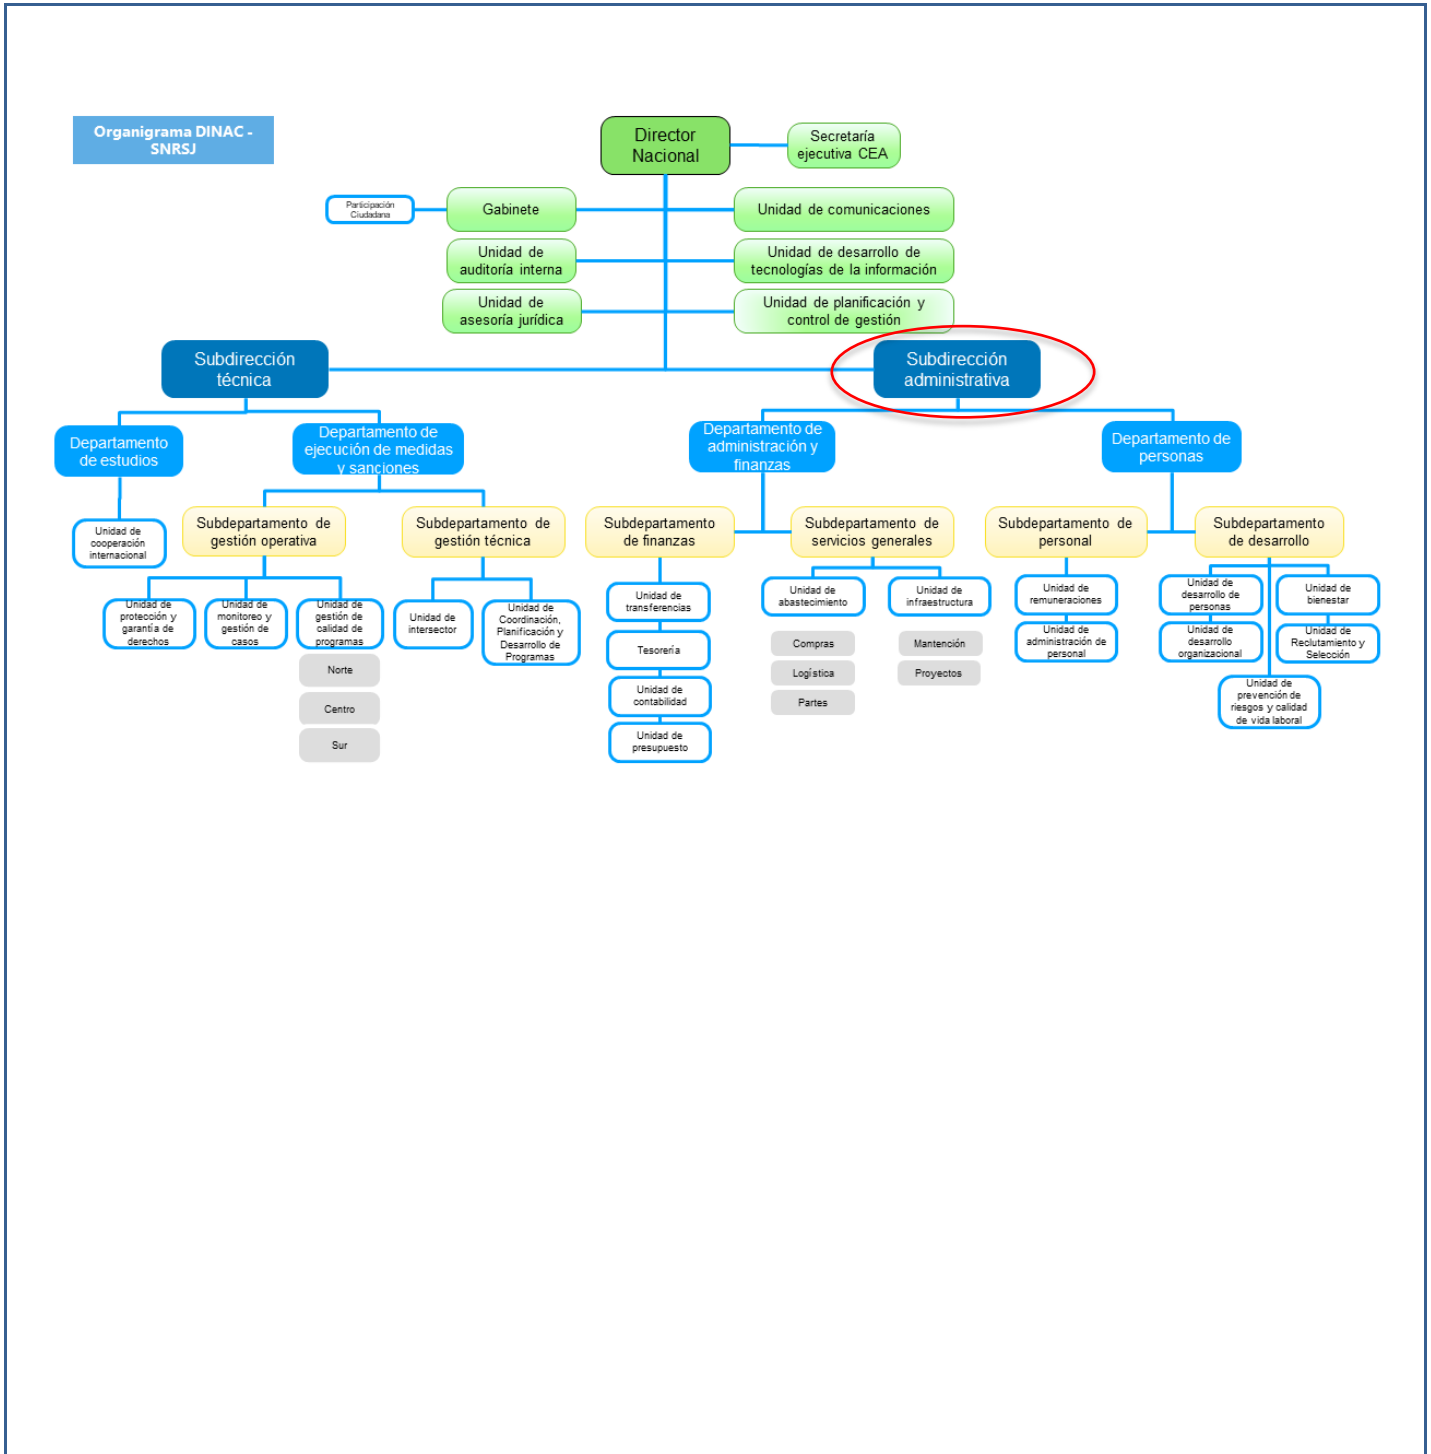 Organigrama DINAC -
SNRSJ
Director
Nacional
Secretaría
ejecutiva CEA
Participación
Ciudadana
Gabinete
Unidad de comunicaciones
Unidad de
auditoría interna
Unidad de desarrollo de
tecnologías de la información
Unidad de
asesoría jurídica
Unidad de planificación y
control de gestión
Subdirección
técnica
Subdirección
administrativa
Departamento
de estudios
Departamento de
ejecución de medidas
y sanciones
Departamento de
administración y
finanzas
Departamento de
personas
Unidad de
cooperación
internacional
Subdepartamento de
gestión operativa
Subdepartamento de
gestión técnica
Subdepartamento
de finanzas
Subdepartamento de
servicios generales
Subdepartamento de
personal
Subdepartamento
de desarrollo
Unidad de
protección y
garantía de
derechos
Unidad de
monitoreo y
gestión de
casos
Unidad de
gestión de
calidad de
programas
Norte
Centro
Sur
Unidad de
intersector
Unidad de
Coordinación,
Planificación y
Desarrollo de
Programas
Unidad de
transferencias
Tesorería
Unidad de
contabilidad
Unidad de
presupuesto
Unidad de
abastecimiento
Compras
Logística
Partes
Unidad de
infraestructura
Mantención
Proyectos
Unidad de
remuneraciones
Unidad de
administración de
personal
Unidad de
desarrollo de
personas
Unidad de
desarrollo
organizacional
Unidad de
bienestar
Unidad de
Reclutamiento y
Selección
Unidad de
prevención de
riesgos y calidad
de vida laboral